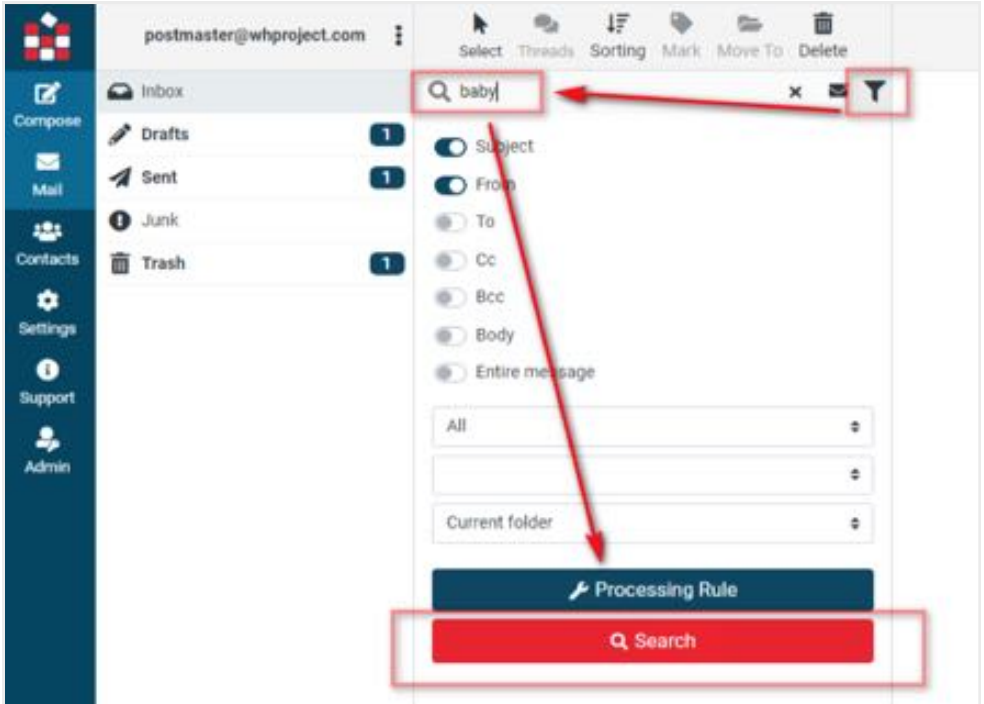 postmaster@whproject.com
Select Threads Sorting Mark Move To Delete
Compose
Mail
Contacts
Settings
Support
Admin
Inbox
Drafts 1
Sent 1
Junk
Trash 1
baby
Subject
From
To
Cc
Bcc
Body
Entire message
All
Current folder
Processing Rule
Search